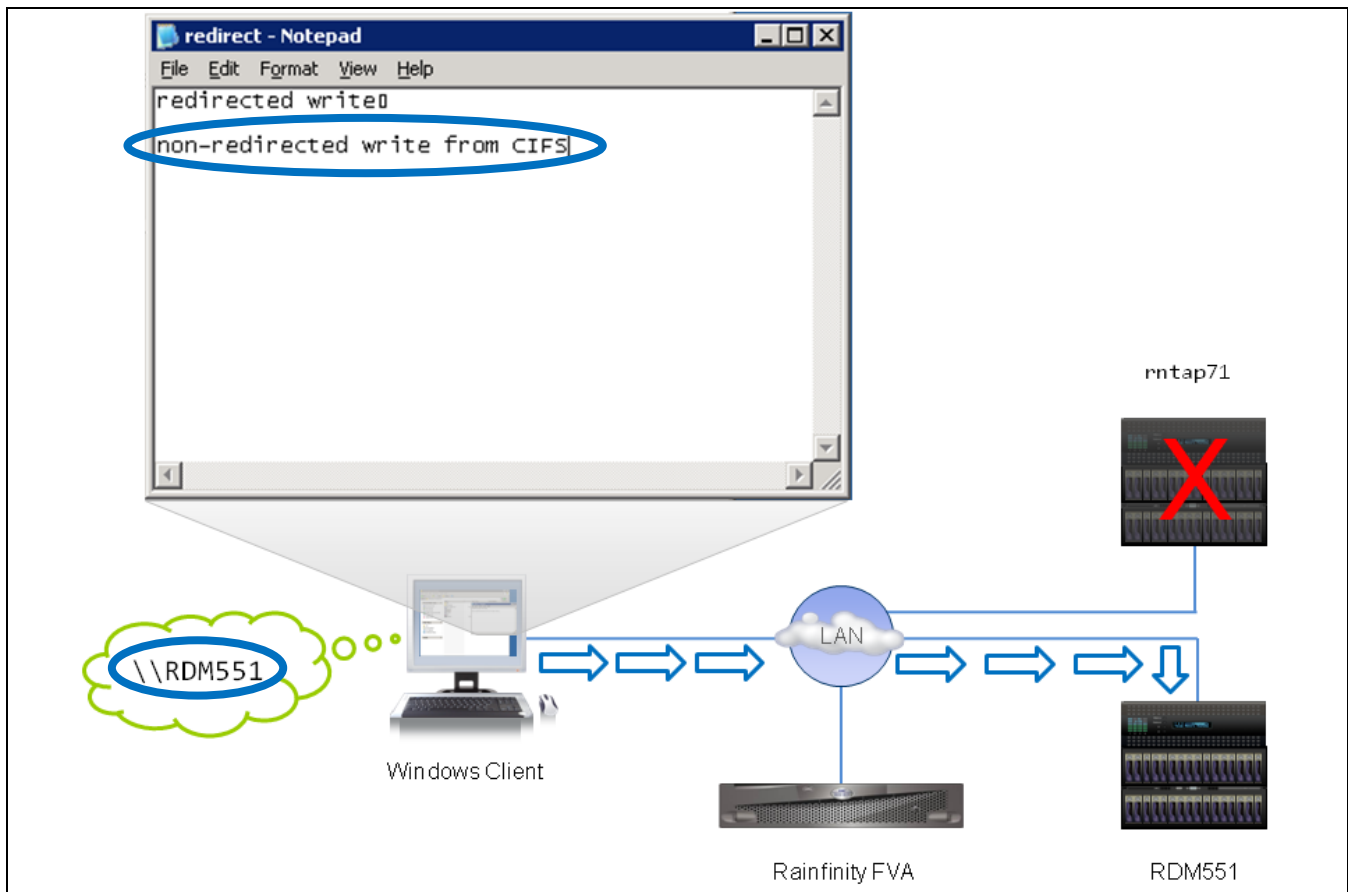 redirect - Notepad
File Edit Format View Help
redirected write▯
non-redirected write from CIFS
rntap71
X
LAN
\\RDM551
Windows Client
Rainfinity FVA
RDM551